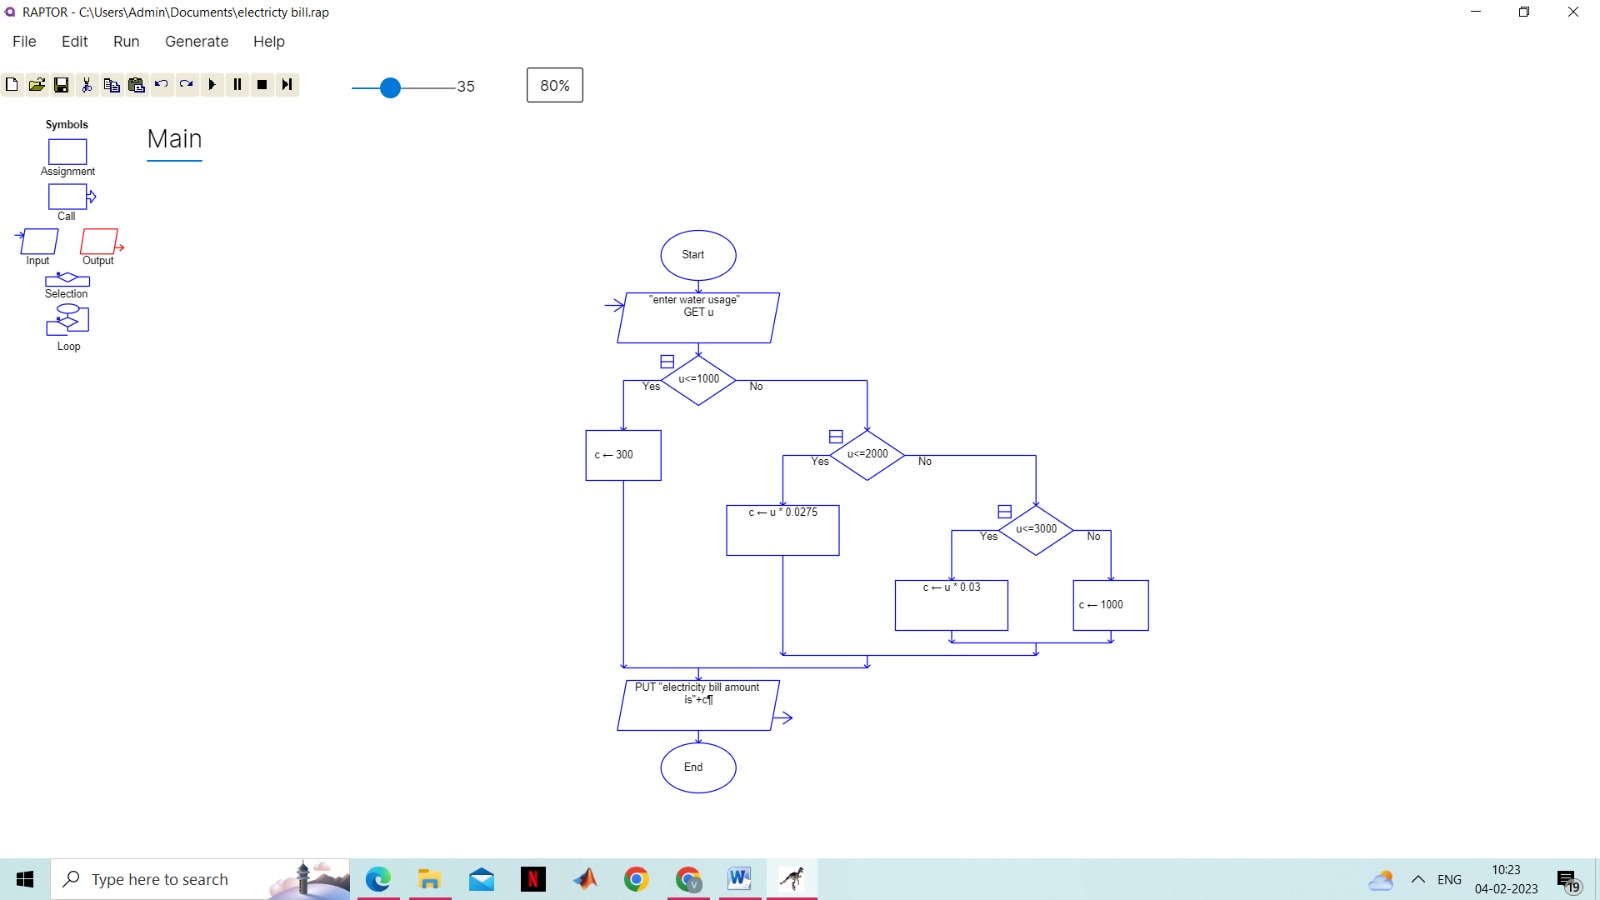 RAPTOR - C:\Users\Admin\Documents\electricty bill.rap
File Edit Run Generate Help
35
80%
Symbols
Main
Assignment
Call
Input Output
Selection
Loop
Start
"enter water usage"
GET u
u<=1000
Yes No
c ← 300
u<=2000
Yes No
c ← u * 0.0275
u<=3000
Yes No
c ← u * 0.03
c ← 1000
PUT "electricity bill amount
is"+c¶
End
Type here to search
N
V
W
ENG
10:23
04-02-2023
19